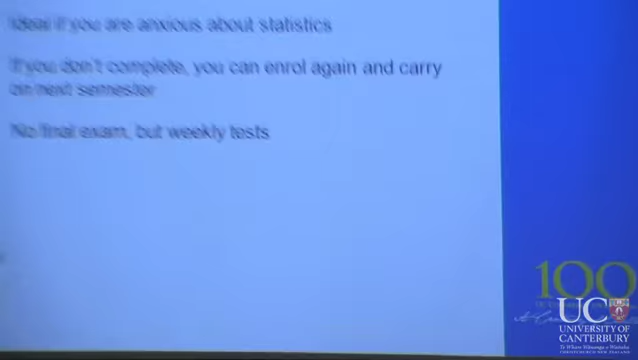 Ideal if you are anxious about statistics
If you don't complete, you can enrol again and carry
on next semester
No final exam, but weekly tests
100
UC
UNIVERSITY OF
CANTERBURY
Te Whare Wānanga o Waitaha
CHRISTCHURCH NEW ZEALAND